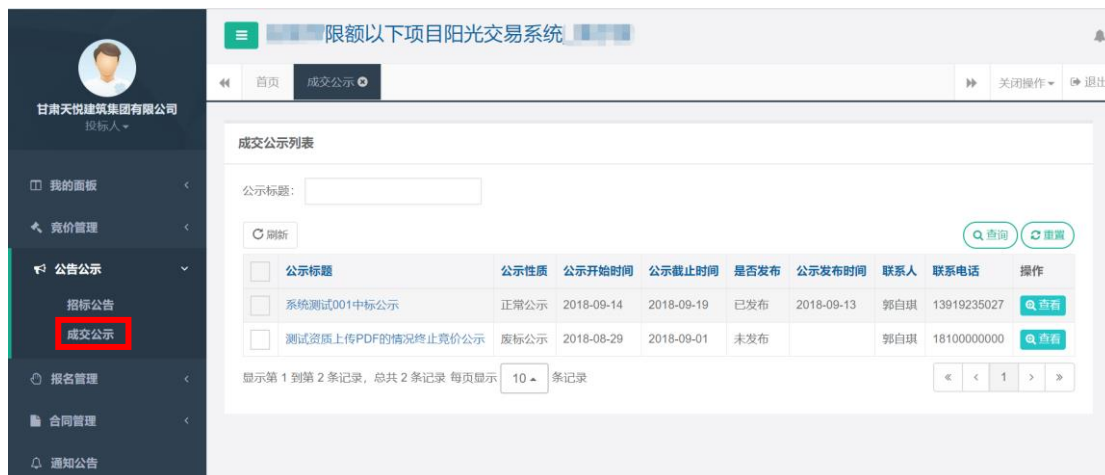 限额以下项目阳光交易系统
首页 成交公示 关闭操作 退出
甘肃天悦建筑集团有限公司
投标人
我的面板
竞价管理
公告公示
招标公告
成交公示
报名管理
合同管理
通知公告
成交公示列表
公示标题：
刷新 查询 重置
公示标题 公示性质 公示开始时间 公示截止时间 是否发布 公示发布时间 联系人 联系电话 操作
系统测试001中标公示 正常公示 2018-09-14 2018-09-19 已发布 2018-09-13 郭自琪 13919235027 查看
测试资质上传PDF的情况终止竞价公示 废标公示 2018-08-29 2018-09-01 未发布 郭自琪 18100000000 查看
显示第 1 到第 2 条记录，总共 2 条记录 每页显示 10 条记录 « ‹ 1 › »